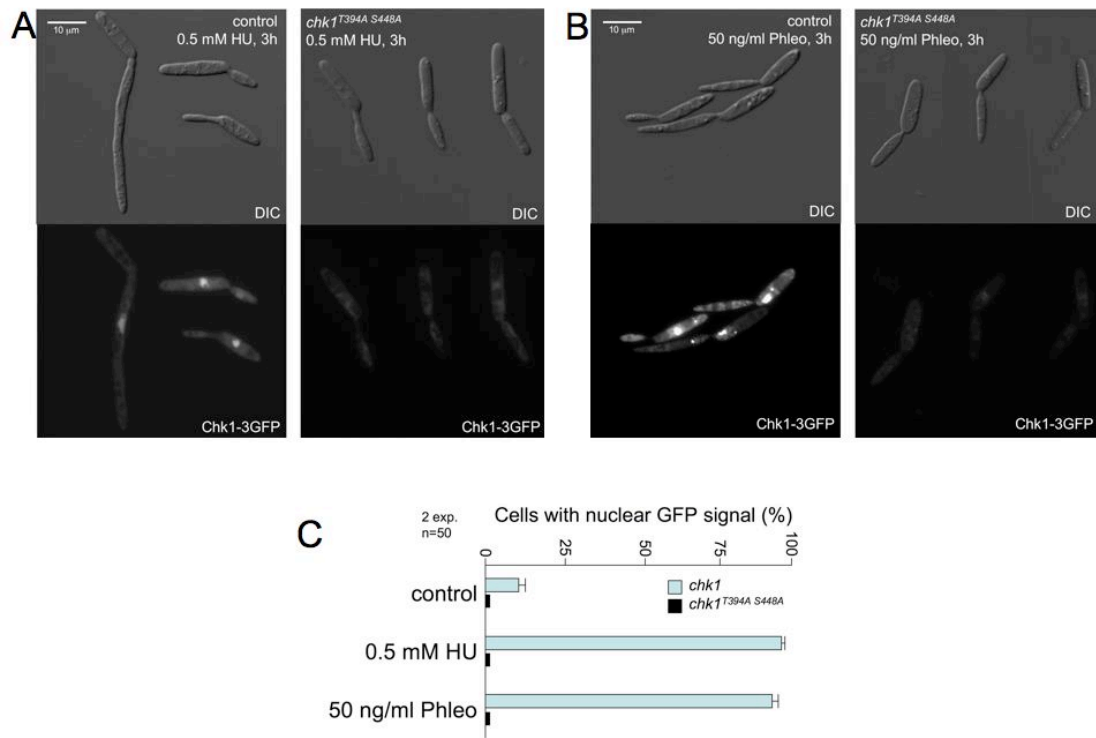 A
10 µm
control
0.5 mM HU, 3h
DIC
Chk1-3GFP
chk1T394A S448A
0.5 mM HU, 3h
DIC
Chk1-3GFP
B
10 µm
control
50 ng/ml Phleo, 3h
DIC
Chk1-3GFP
chk1T394A S448A
50 ng/ml Phleo, 3h
DIC
Chk1-3GFP
C
2 exp.
n=50
Cells with nuclear GFP signal (%)
0 25 50 75 100
control
0.5 mM HU
50 ng/ml Phleo
chk1
chk1T394A S448A